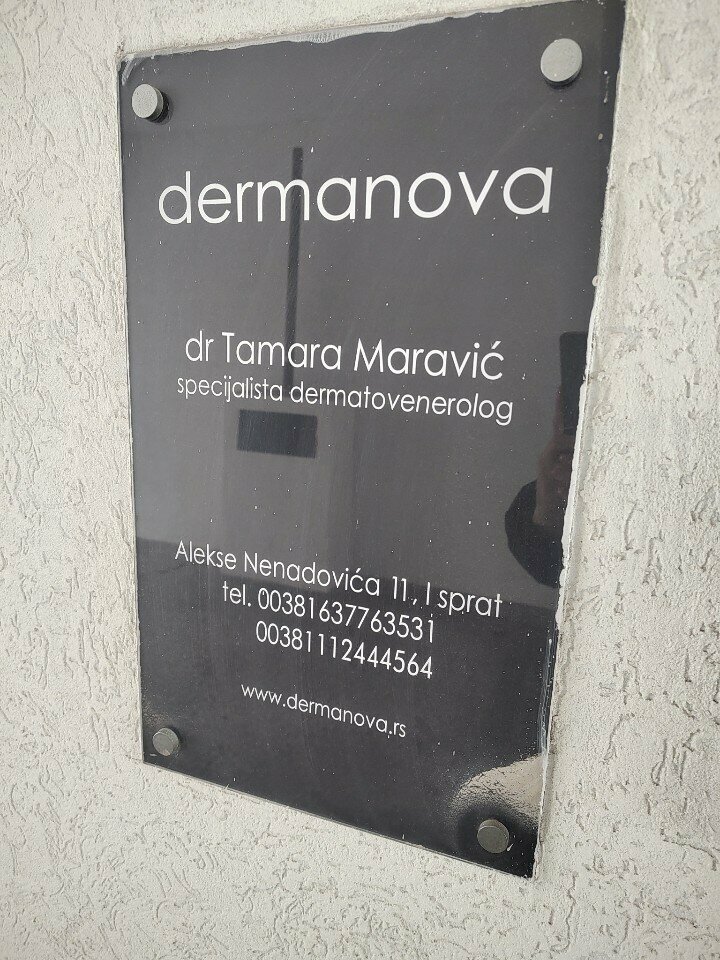 dermanova
dr Tamara Maravić
specijalista dermatovenerolog
Alekse Nenadovića 11, I sprat
tel. 00381637763531
00381112444564
www.dermanova.rs